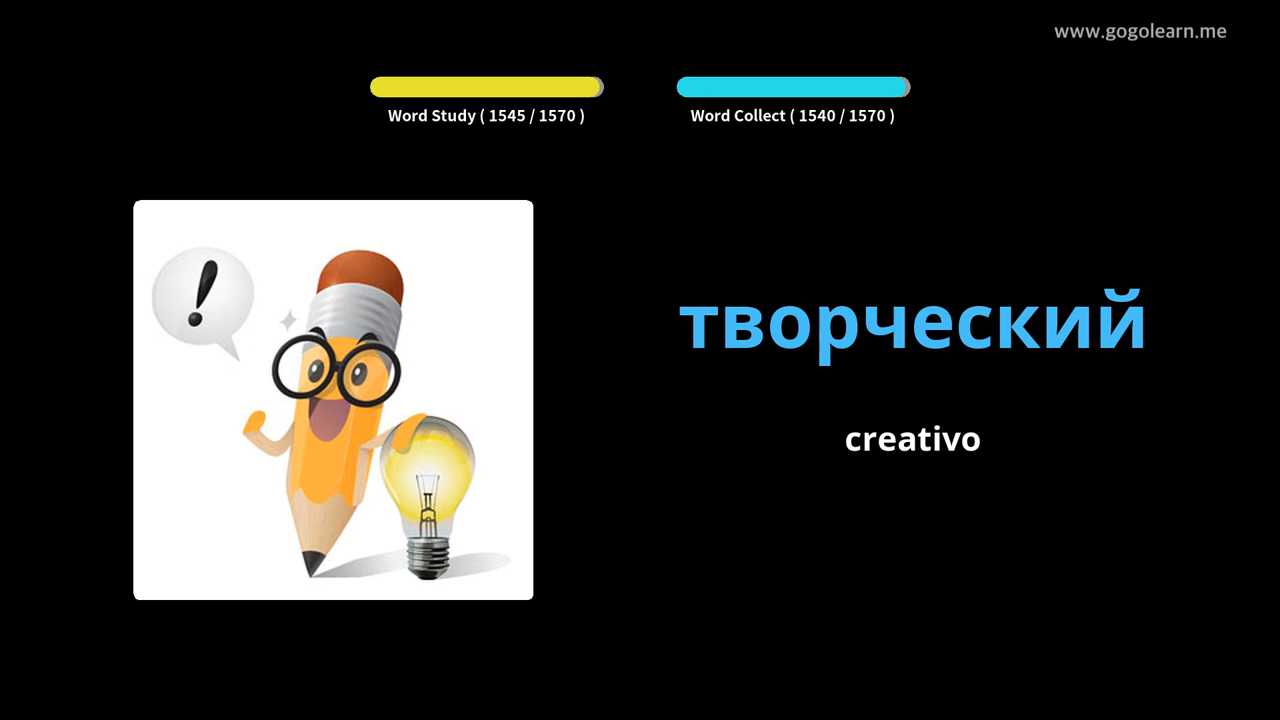 www.gogolearn.me
Word Study ( 1545 / 1570 )
Word Collect ( 1540 / 1570 )
!
творческий
creativo